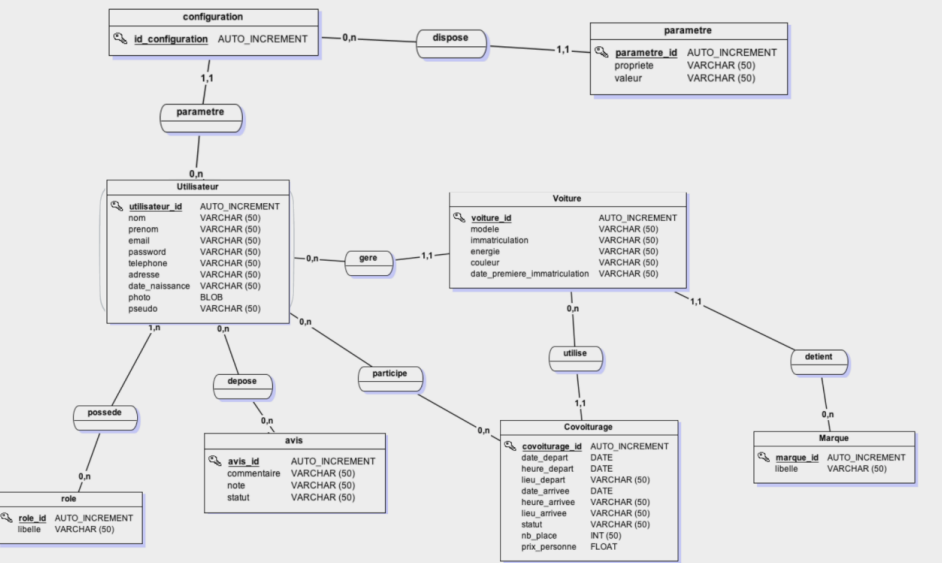 configuration
id_configuration AUTO_INCREMENT
0,n
dispose
1,1
parametre
parametre_id AUTO_INCREMENT
propriete VARCHAR (50)
valeur VARCHAR (50)
1,1
parametre
0,n
Utilisateur
utilisateur_id AUTO_INCREMENT
nom VARCHAR (50)
prenom VARCHAR (50)
email VARCHAR (50)
password VARCHAR (50)
telephone VARCHAR (50)
adresse VARCHAR (50)
date_naissance VARCHAR (50)
photo BLOB
pseudo VARCHAR (50)
0,n
gere
1,1
Voiture
voiture_id AUTO_INCREMENT
modele VARCHAR (50)
immatriculation VARCHAR (50)
energie VARCHAR (50)
couleur VARCHAR (50)
date_premiere_immatriculation VARCHAR (50)
1,n
possede
0,n
role
role_id AUTO_INCREMENT
libelle VARCHAR (50)
0,n
depose
0,n
avis
avis_id AUTO_INCREMENT
commentaire VARCHAR (50)
note VARCHAR (50)
statut VARCHAR (50)
0,n
participe
0,n
0,n
utilise
1,1
Covoiturage
covoiturage_id AUTO_INCREMENT
date_depart DATE
heure_depart DATE
lieu_depart VARCHAR (50)
date_arrivee DATE
heure_arrivee VARCHAR (50)
lieu_arrivee VARCHAR (50)
statut VARCHAR (50)
nb_place INT (50)
prix_personne FLOAT
1,1
detient
0,n
Marque
marque_id AUTO_INCREMENT
libelle VARCHAR (50)